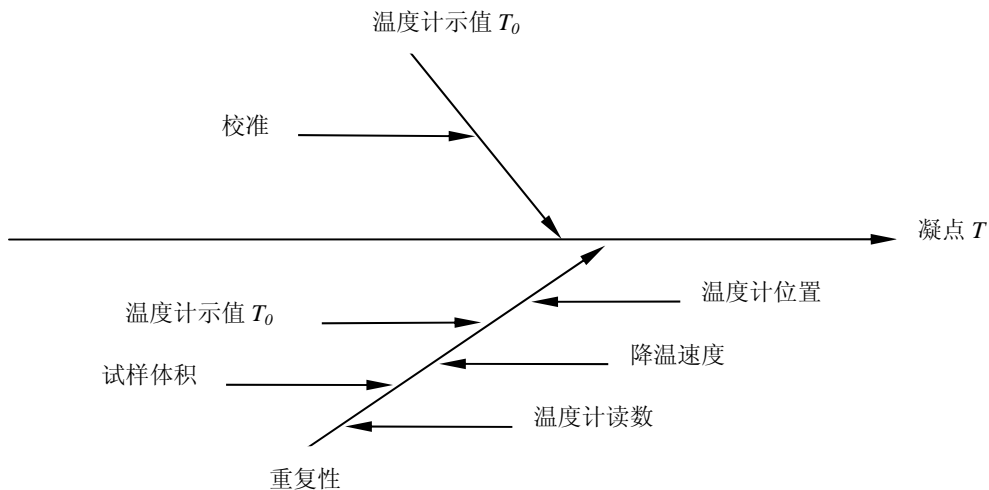 温度计示值 T₀
校准
凝点 T
温度计位置
温度计示值 T₀
降温速度
试样体积
温度计读数
重复性